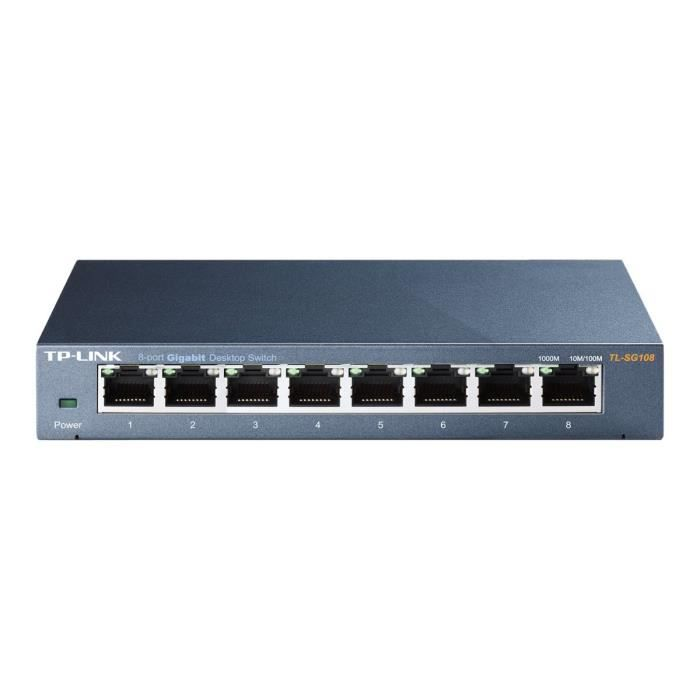 TP-LINK 8-port Gigabit Desktop Switch 1000M 10M/100M TL-SG108
Power 1 2 3 4 5 6 7 8